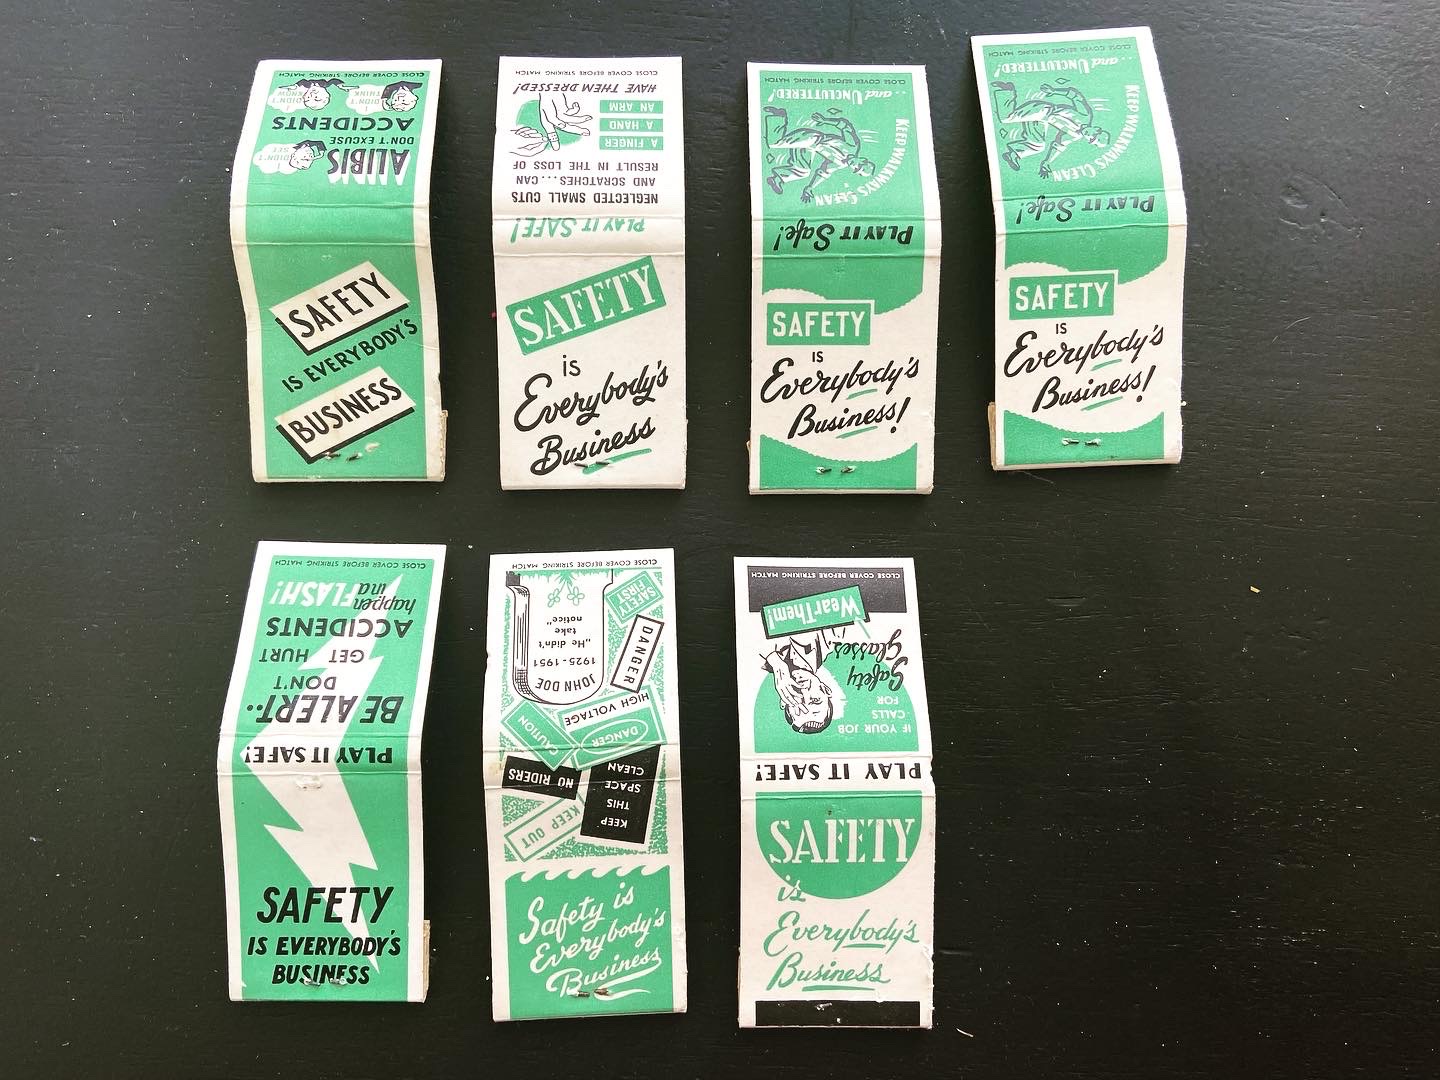 CLOSE COVER BEFORE STRIKING MATCH
I DIDN'T KNOW
I DIDN'T THINK
I DIDN'T SEE
ALIBIS
DON'T EXCUSE
ACCIDENTS
SAFETY
IS EVERYBODY'S
BUSINESS
CLOSE COVER BEFORE STRIKING MATCH
PLAY IT SAFE!
NEGLECTED SMALL CUTS
AND SCRATCHES....CAN
RESULT IN THE LOSS OF
A FINGER
A HAND
AN ARM
HAVE THEM DRESSED!
SAFETY
is
Everybody's
Business
CLOSE COVER BEFORE STRIKING MATCH
PLAY IT Safe!
KEEP WALKWAYS CLEAN
...and UNCLUTTERED!
SAFETY
IS
Everybody's
Business!
CLOSE COVER BEFORE STRIKING MATCH
PLAY IT Safe!
KEEP WALKWAYS CLEAN
...and UNCLUTTERED!
SAFETY
IS
Everybody's
Business!
CLOSE COVER BEFORE STRIKING MATCH
PLAY IT SAFE!
BE ALERT..
DON'T
GET HURT
ACCIDENTS
happen
in a
FLASH!
SAFETY
IS EVERYBODY'S
BUSINESS
CLOSE COVER BEFORE STRIKING MATCH
KEEP
THIS
SPACE
CLEAN
KEEP OUT
NO RIDERS
DANGER
HIGH VOLTAGE
CAUTION
JOHN DOE
1925-1951
"He didn't
take
notice"
DANGER
SAFETY
FIRST
Safety is
Everybody's
Business
CLOSE COVER BEFORE STRIKING MATCH
PLAY IT SAFE!
IF YOUR JOB
CALLS
FOR
Safety
Glasses,
Wear Them!
SAFETY
is
Everybody's
Business